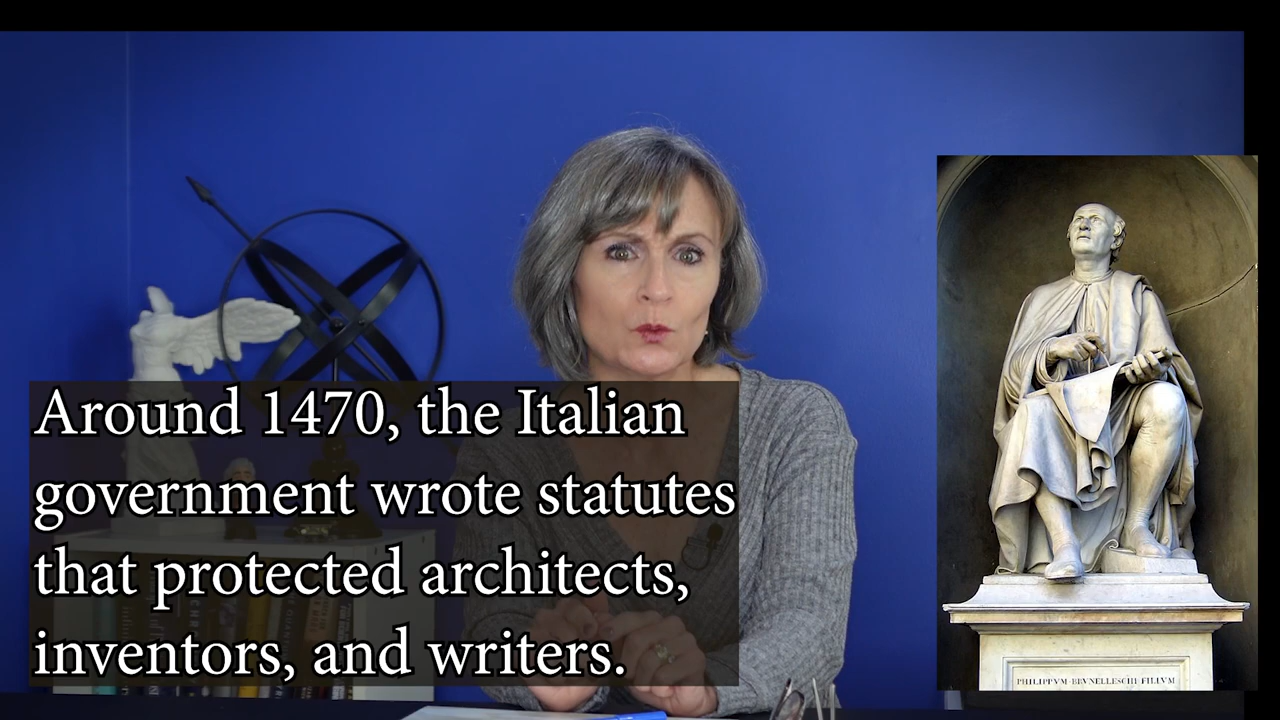 Around 1470, the Italian
government wrote statutes
that protected architects,
inventors, and writers.
PHILIPPVM BRVNELLESCHI FILIVM